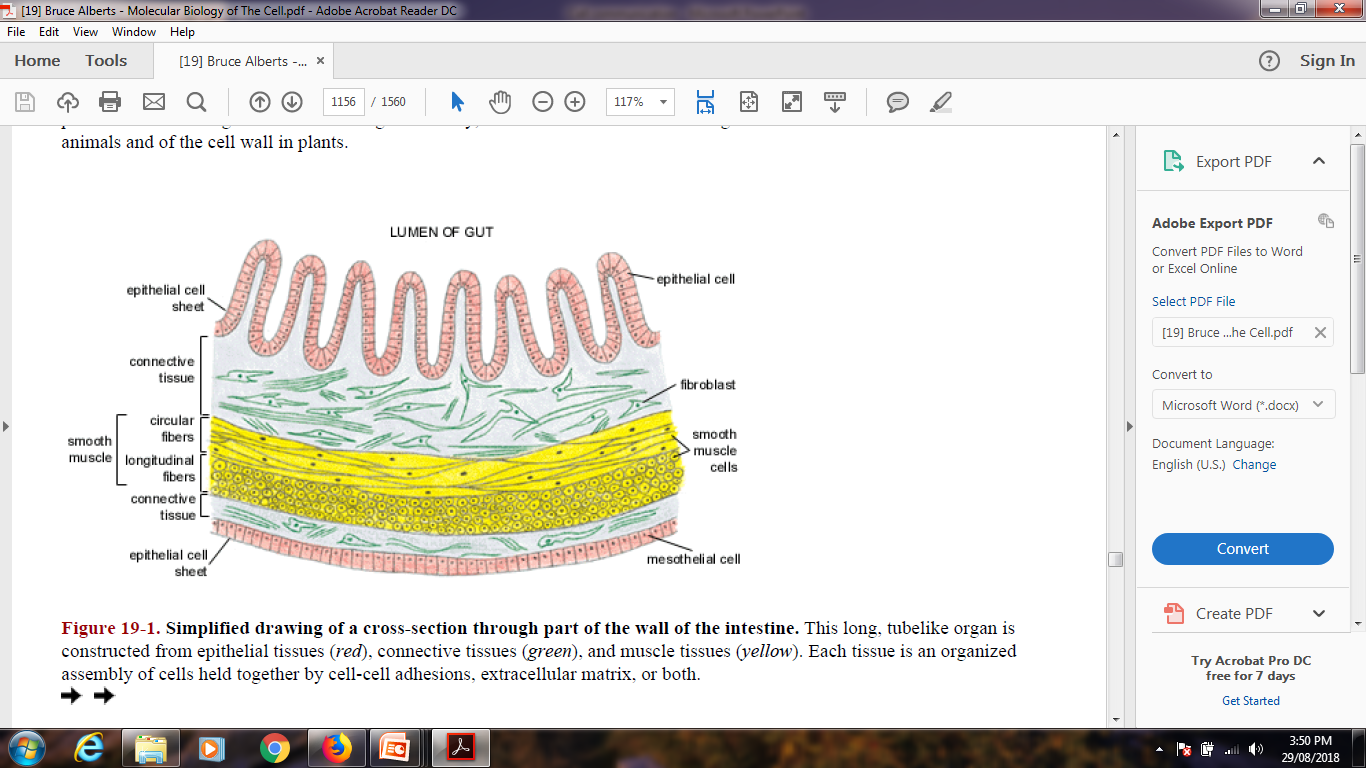 [19] Bruce Alberts - Molecular Biology of The Cell.pdf - Adobe Acrobat Reader DC
File Edit View Window Help
Home Tools [19] Bruce Alberts -... × Sign In
1156 / 1560 117%
animals and of the cell wall in plants.
LUMEN OF GUT
epithelial cell
sheet
epithelial cell
connective
tissue
fibroblast
circular
fibers
smooth
muscle
longitudinal
fibers
smooth
muscle
cells
connective
tissue
epithelial cell
sheet
mesothelial cell
Figure 19-1. Simplified drawing of a cross-section through part of the wall of the intestine. This long, tubelike organ is
constructed from epithelial tissues (red), connective tissues (green), and muscle tissues (yellow). Each tissue is an organized
assembly of cells held together by cell-cell adhesions, extracellular matrix, or both.
Export PDF
Adobe Export PDF
Convert PDF Files to Word
or Excel Online
Select PDF File
[19] Bruce ...he Cell.pdf
Convert to
Microsoft Word (*.docx)
Document Language:
English (U.S.) Change
Convert
Create PDF
Try Acrobat Pro DC
free for 7 days
Get Started
3:50 PM
29/08/2018